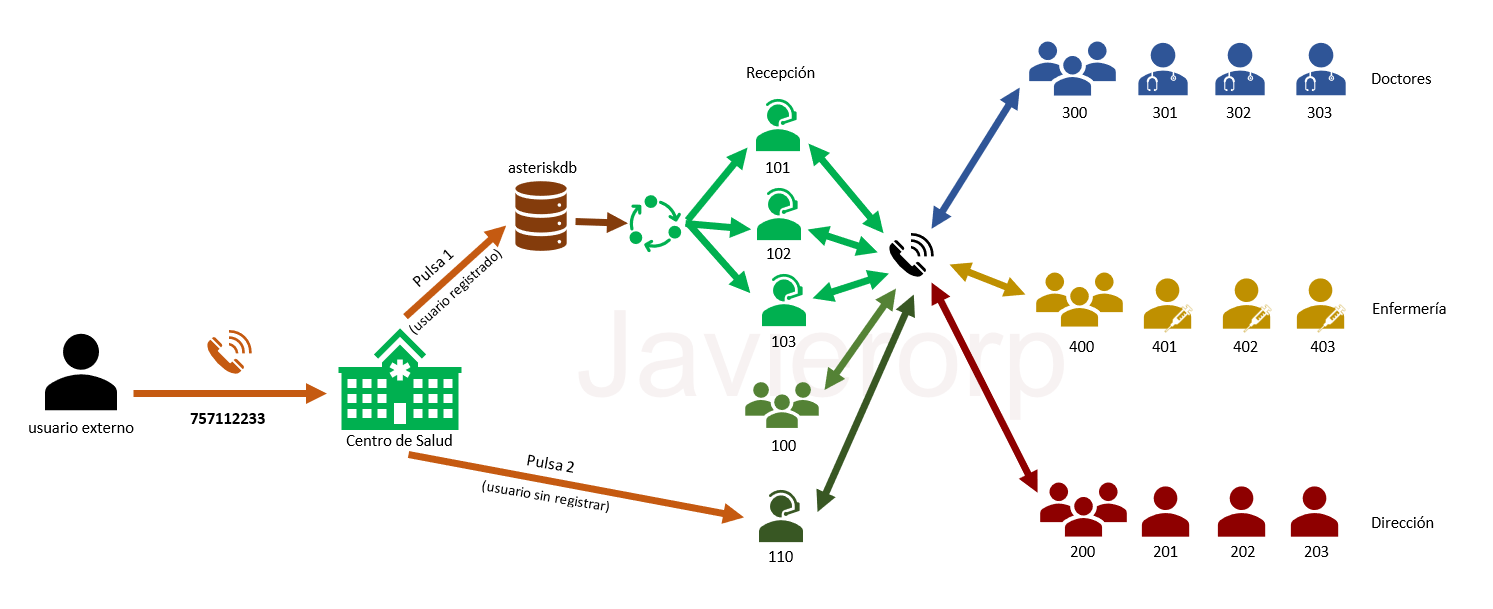 Recepción
asteriskdb
101
102
103
100
110
Pulsa 1
(usuario registrado)
757112233
usuario externo
Centro de Salud
Pulsa 2
(usuario sin registrar)
Javierorp
300
301
302
303
Doctores
400
401
402
403
Enfermería
200
201
202
203
Dirección